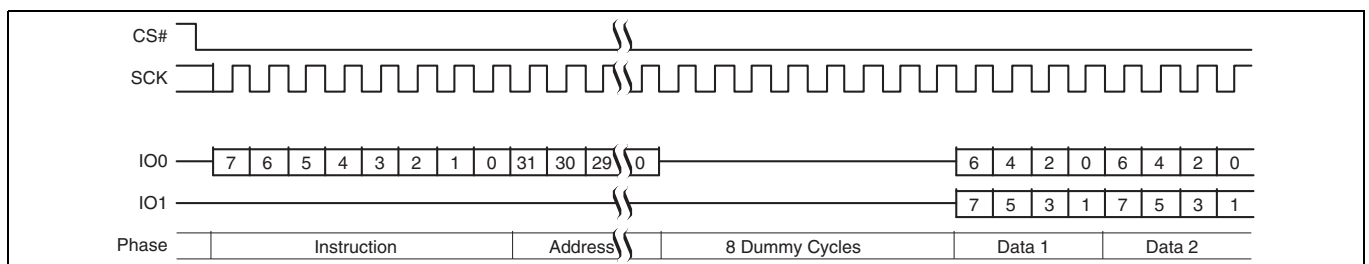 CS#
SCK
IO0 7 6 5 4 3 2 1 0 31 30 29 0 6 4 2 0 6 4 2 0
IO1 7 5 3 1 7 5 3 1
Phase Instruction Address 8 Dummy Cycles Data 1 Data 2